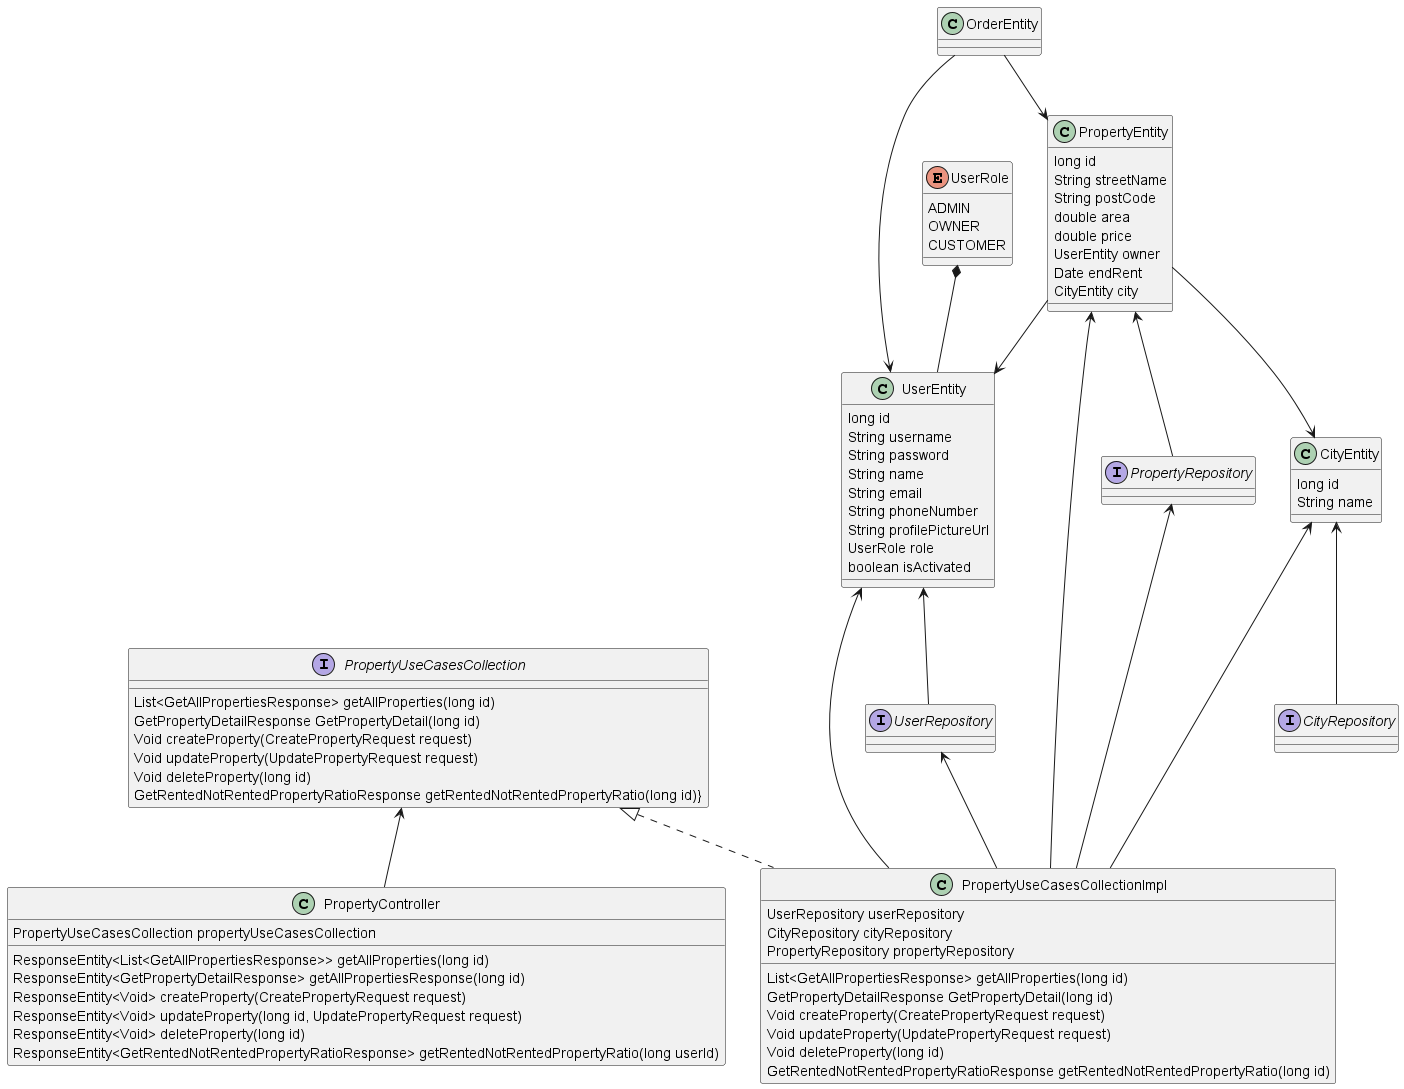 C OrderEntity
C PropertyEntity
long id
String streetName
String postCode
double area
double price
UserEntity owner
Date endRent
CityEntity city
E UserRole
ADMIN
OWNER
CUSTOMER
C UserEntity
long id
String username
String password
String name
String email
String phoneNumber
String profilePictureUrl
UserRole role
boolean isActivated
I PropertyRepository
C CityEntity
long id
String name
I PropertyUseCasesCollection
List<GetAllPropertiesResponse> getAllProperties(long id)
GetPropertyDetailResponse GetPropertyDetail(long id)
Void createProperty(CreatePropertyRequest request)
Void updateProperty(UpdatePropertyRequest request)
Void deleteProperty(long id)
GetRentedNotRentedPropertyRatioResponse getRentedNotRentedPropertyRatio(long id)}
I UserRepository
I CityRepository
C PropertyController
PropertyUseCasesCollection propertyUseCasesCollection
ResponseEntity<List<GetAllPropertiesResponse>> getAllProperties(long id)
ResponseEntity<GetPropertyDetailResponse> getAllPropertiesResponse(long id)
ResponseEntity<Void> createProperty(CreatePropertyRequest request)
ResponseEntity<Void> updateProperty(long id, UpdatePropertyRequest request)
ResponseEntity<Void> deleteProperty(long id)
ResponseEntity<GetRentedNotRentedPropertyRatioResponse> getRentedNotRentedPropertyRatio(long userId)
C PropertyUseCasesCollectionImpl
UserRepository userRepository
CityRepository cityRepository
PropertyRepository propertyRepository
List<GetAllPropertiesResponse> getAllProperties(long id)
GetPropertyDetailResponse GetPropertyDetail(long id)
Void createProperty(CreatePropertyRequest request)
Void updateProperty(UpdatePropertyRequest request)
Void deleteProperty(long id)
GetRentedNotRentedPropertyRatioResponse getRentedNotRentedPropertyRatio(long id)